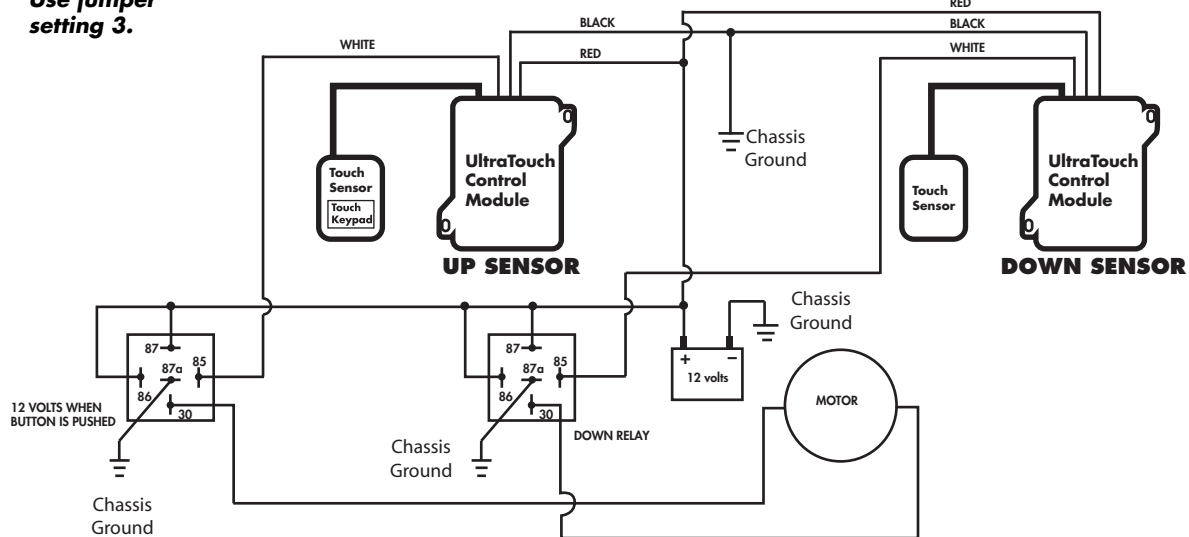 Use jumper
setting 3.
RED
BLACK
BLACK
WHITE
RED
WHITE
Chassis
Ground
Touch
Sensor
Touch
Keypad
UltraTouch
Control
Module
UP SENSOR
Touch
Sensor
UltraTouch
Control
Module
DOWN SENSOR
Chassis
Ground
87
87a
85
86
30
12 VOLTS WHEN
BUTTON IS PUSHED
Chassis
Ground
87
87a
85
86
30
DOWN RELAY
Chassis
Ground
+ −
12 volts
MOTOR